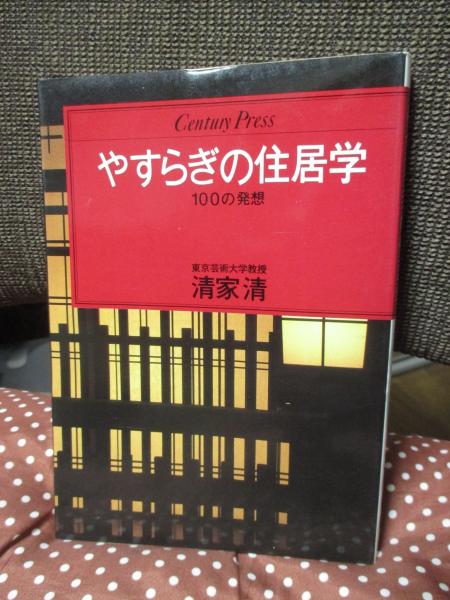 Century Press
やすらぎの住居学
100の発想
東京芸術大学教授
清家清